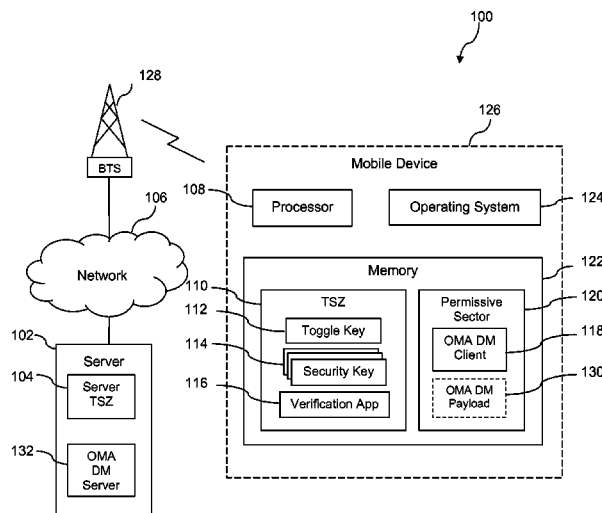 100
128
126
BTS
Mobile Device
108
Processor
Operating System
124
106
Network
122
Memory
110
TSZ
Permissive
Sector
120
112
Toggle Key
OMA DM
Client
118
114
Security Key
116
Verification App
OMA DM
Payload
130
102
Server
104
Server
TSZ
132
OMA
DM
Server